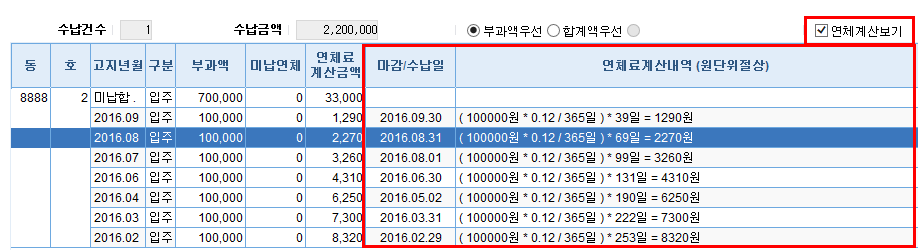 수납건수 1 수납금액 2,200,000 부과액우선 합계액우선 연체계산보기
동 호 고지년월 구분 부과액 미납연체 연체료 계산금액 마감/수납일 연체료계산내역 (원단위절상)
8888 2 미납합 . 입주 700,000 0 33,000
2016.09 입주 100,000 0 1,290 2016.09.30 ( 100000원 * 0.12 / 365일 ) * 39일 = 1290원
2016.08 입주 100,000 0 2,270 2016.08.31 ( 100000원 * 0.12 / 365일 ) * 69일 = 2270원
2016.07 입주 100,000 0 3,260 2016.08.01 ( 100000원 * 0.12 / 365일 ) * 99일 = 3260원
2016.06 입주 100,000 0 4,310 2016.06.30 ( 100000원 * 0.12 / 365일 ) * 131일 = 4310원
2016.04 입주 100,000 0 6,250 2016.05.02 ( 100000원 * 0.12 / 365일 ) * 190일 = 6250원
2016.03 입주 100,000 0 7,300 2016.03.31 ( 100000원 * 0.12 / 365일 ) * 222일 = 7300원
2016.02 입주 100,000 0 8,320 2016.02.29 ( 100000원 * 0.12 / 365일 ) * 253일 = 8320원